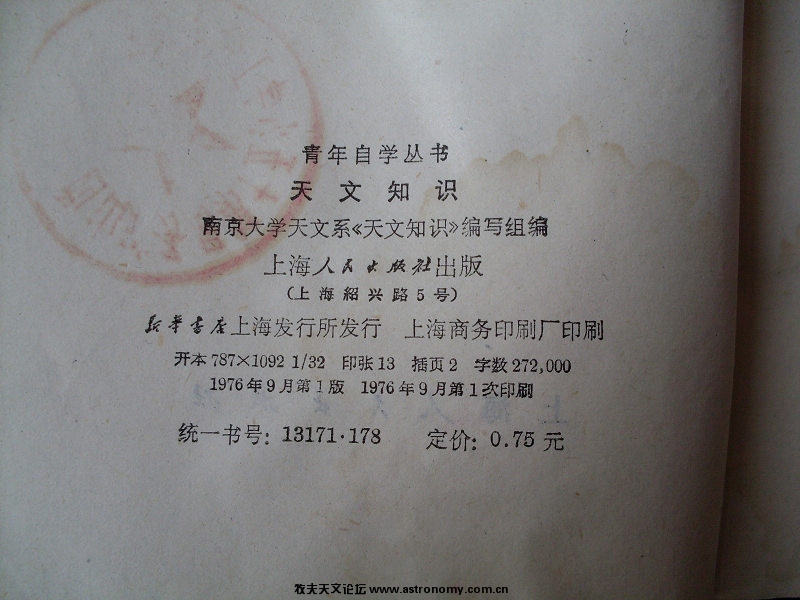 青年自学丛书
天文知识
南京大学天文系《天文知识》编写组编
上海人民出版社出版
(上海紹兴路5号)
新华书店上海发行所发行 上海商务印刷厂印刷
开本 787×1092 1/32 印张 13 插页 2 字数 272,000
1976年9月第1版 1976年9月第1次印刷
统一书号: 13171·178 定价: 0.75 元
牧夫天文论坛 www.astronomy.com.cn